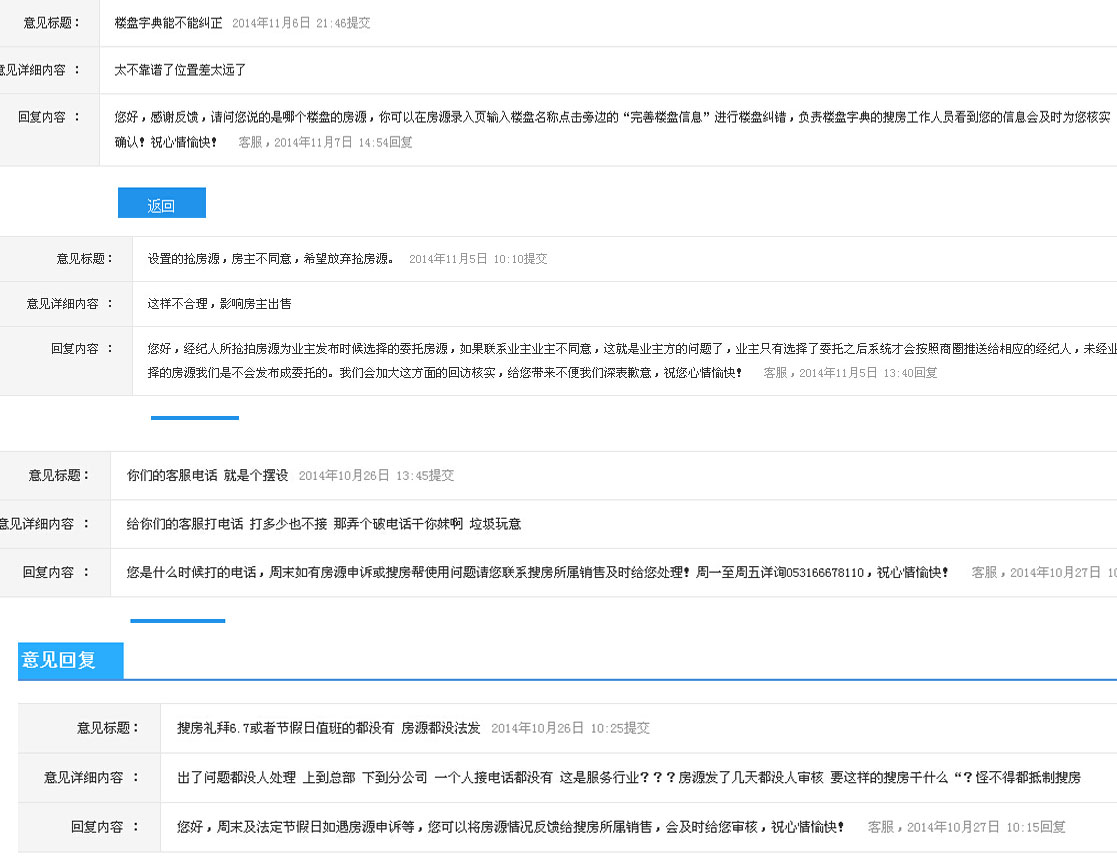 意见标题： 楼盘字典能不能纠正 2014年11月6日 21:46提交
意见详细内容 ： 太不靠谱了位置差太远了
回复内容 ： 您好，感谢反馈，请问您说的是哪个楼盘的房源，你可以在房源录入页输入楼盘名称点击旁边的“完善楼盘信息”进行楼盘纠错，负责楼盘字典的搜房工作人员看到您的信息会及时为您核实
确认！祝心情愉快！ 客服，2014年11月7日 14:54回复
返回
意见标题： 设置的抢房源，房主不同意，希望放弃抢房源。 2014年11月5日 10:10提交
意见详细内容 ： 这样不合理，影响房主出售
回复内容 ： 您好，经纪人所抢拍房源为业主发布时候选择的委托房源，如果联系业主业主不同意，这就是业主方的问题了，业主只有选择了委托之后系统才会按照商圈推送给相应的经纪人，未经业
择的房源我们是不会发布成委托的。我们会加大这方面的回访核实，给您带来不便我们深表歉意，祝您心情愉快！ 客服，2014年11月5日 13:40回复
意见标题： 你们的客服电话 就是个摆设 2014年10月26日 13:45提交
意见详细内容 ： 给你们的客服打电话 打多少也不接 那弄个破电话干你妹啊 垃圾玩意
回复内容 ： 您是什么时候打的电话，周末如有房源申诉或搜房帮使用问题请您联系搜房所属销售及时给您处理！周一至周五详询053166678110，祝心情愉快！ 客服，2014年10月27日 10
意见回复
意见标题： 搜房礼拜6.7或者节假日值班的都没有 房源都没法发 2014年10月26日 10:25提交
意见详细内容 ： 出了问题都没人处理 上到总部 下到分公司 一个人接电话都没有 这是服务行业？？？房源发了几天都没人审核 要这样的搜房干什么“？怪不得都抵制搜房
回复内容 ： 您好，周末及法定节假日如遇房源申诉等，您可以将房源情况反馈给搜房所属销售，会及时给您审核，祝心情愉快！ 客服，2014年10月27日 10:15回复